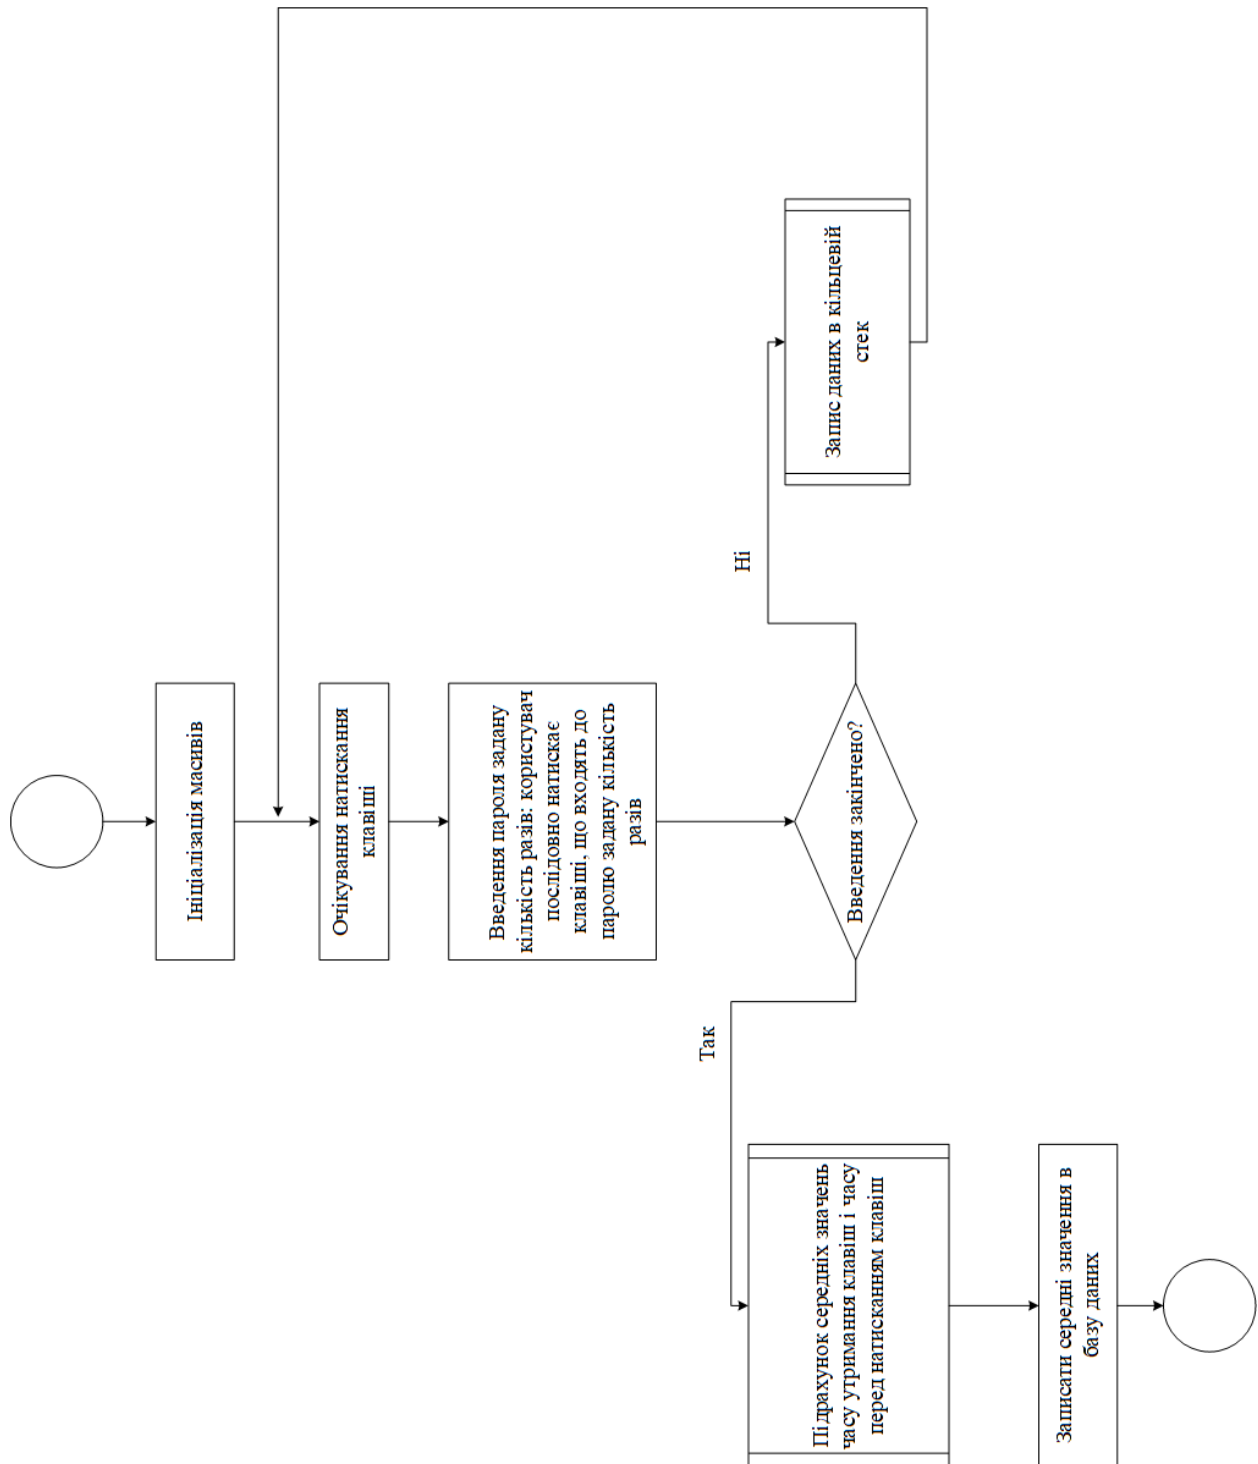 Ініціалізація масивів
Очікування натискання
клавіші
Введення пароля задану
кількість разів: користувач
послідовно натискає
клавіші, що входять до
паролю задану кількість
разів
Введення закінчено?
Ні
Запис даних в кільцевій
стек
Так
Підрахунок середніх значень
часу утримання клавіш і часу
перед натисканням клавіш
Записати середні значення в
базу даних